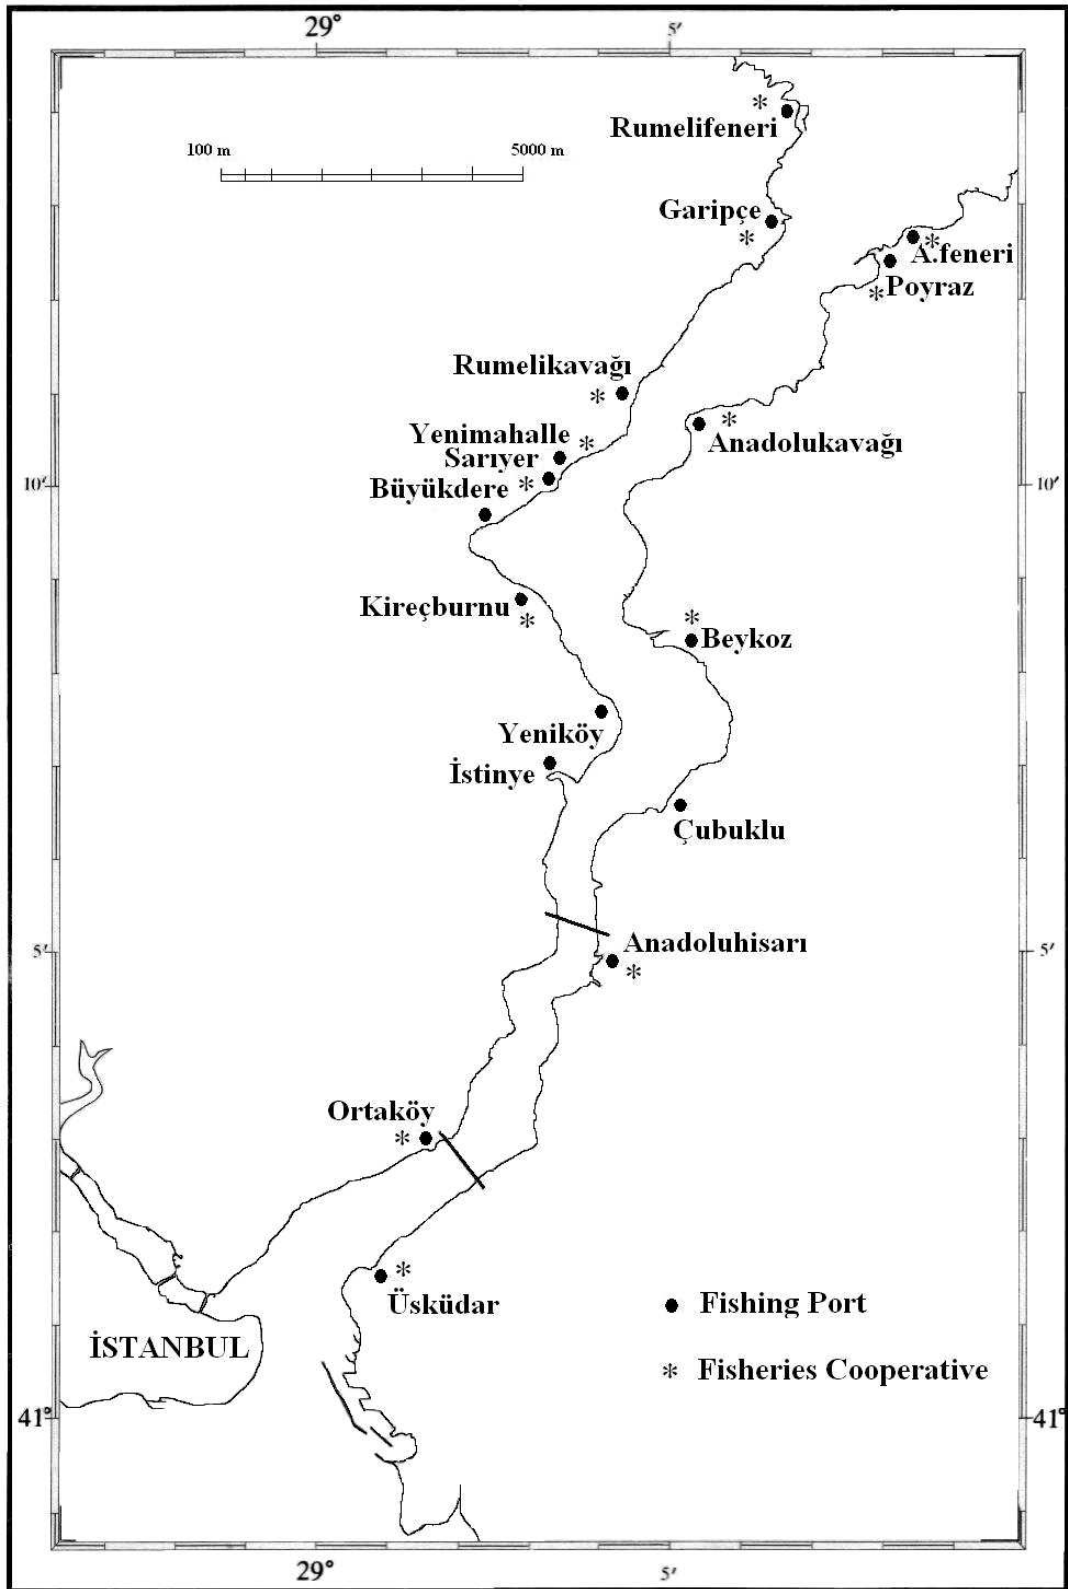 29°
5′
*
Rumelifeneri
100 m
5000 m
Garipçe
*
*
A.feneri
*
Poyraz
Rumelikavağı
*
*
Anadolukavağı
Yenimahalle
*
Sarıyer
*
10′
10′
Büyükdere
Kireçburnu
*
*
Beykoz
Yeniköy
İstinye
Çubuklu
5′
5′
Anadoluhisarı
*
Ortaköy
*
*
Üsküdar
Fishing Port
İSTANBUL
* Fisheries Cooperative
41°
41°
29°
5′